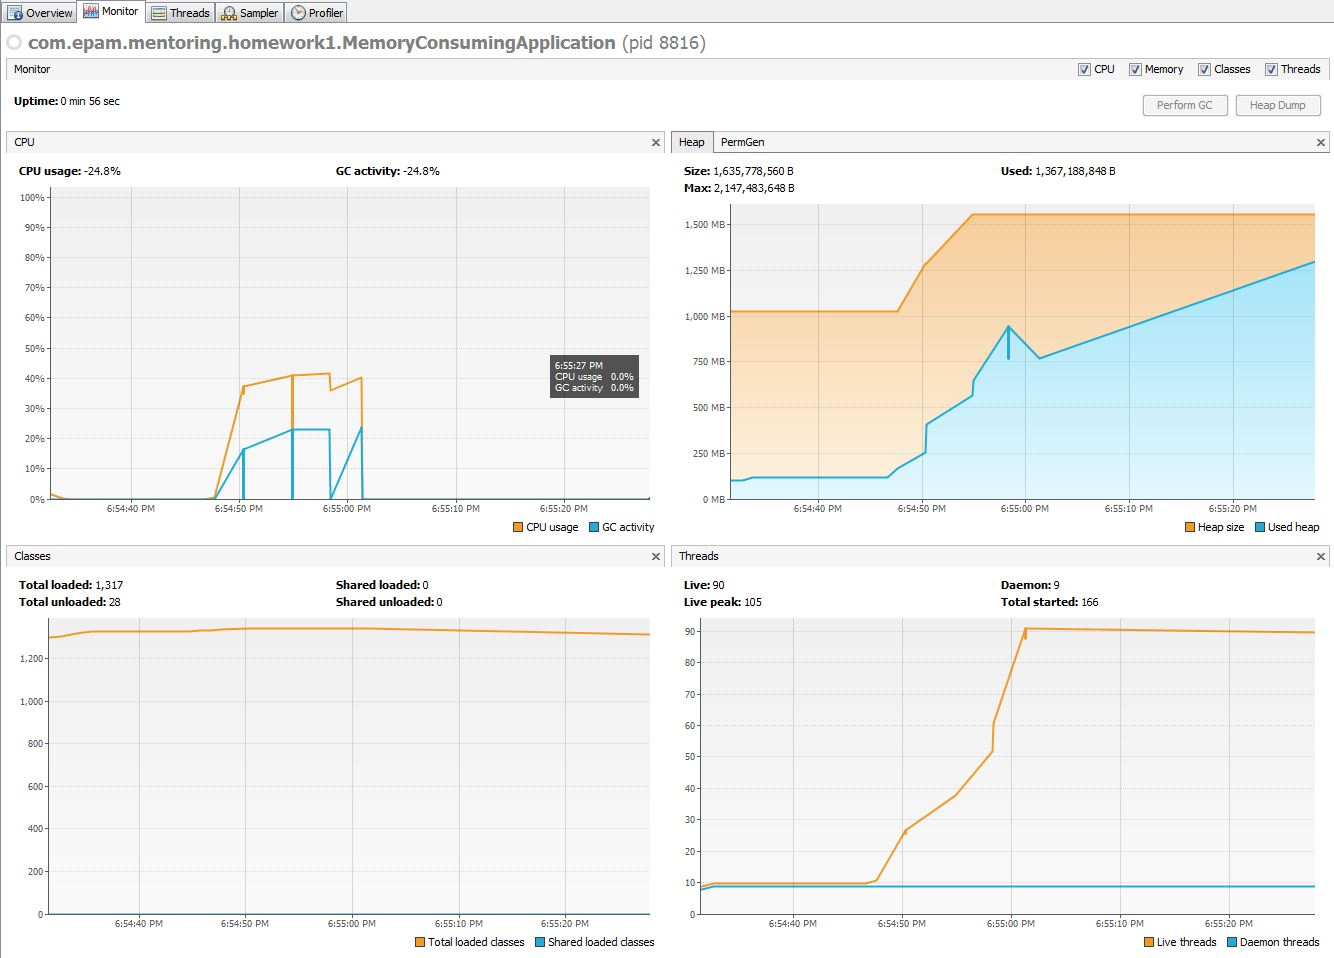 Overview Monitor Threads Sampler Profiler
com.epam.mentoring.homework1.MemoryConsumingApplication (pid 8816)
Monitor CPU Memory Classes Threads
Uptime: 0 min 56 sec
Perform GC Heap Dump
CPU
CPU usage: -24.8% GC activity: -24.8%
100%
90%
80%
70%
60%
50%
40%
30%
20%
10%
0%
6:55:27 PM
CPU usage 0.0%
GC activity 0.0%
6:54:40 PM 6:54:50 PM 6:55:00 PM 6:55:10 PM 6:55:20 PM
CPU usage GC activity
Heap PermGen
Size: 1,635,778,560 B Used: 1,367,188,848 B
Max: 2,147,483,648 B
1,500 MB
1,250 MB
1,000 MB
750 MB
500 MB
250 MB
0 MB
6:54:40 PM 6:54:50 PM 6:55:00 PM 6:55:10 PM 6:55:20 PM
Heap size Used heap
Classes
Total loaded: 1,317 Shared loaded: 0
Total unloaded: 28 Shared unloaded: 0
1,200
1,000
800
600
400
200
0
6:54:40 PM 6:54:50 PM 6:55:00 PM 6:55:10 PM 6:55:20 PM
Total loaded classes Shared loaded classes
Threads
Live: 90 Daemon: 9
Live peak: 105 Total started: 166
90
80
70
60
50
40
30
20
10
0
6:54:40 PM 6:54:50 PM 6:55:00 PM 6:55:10 PM 6:55:20 PM
Live threads Daemon threads